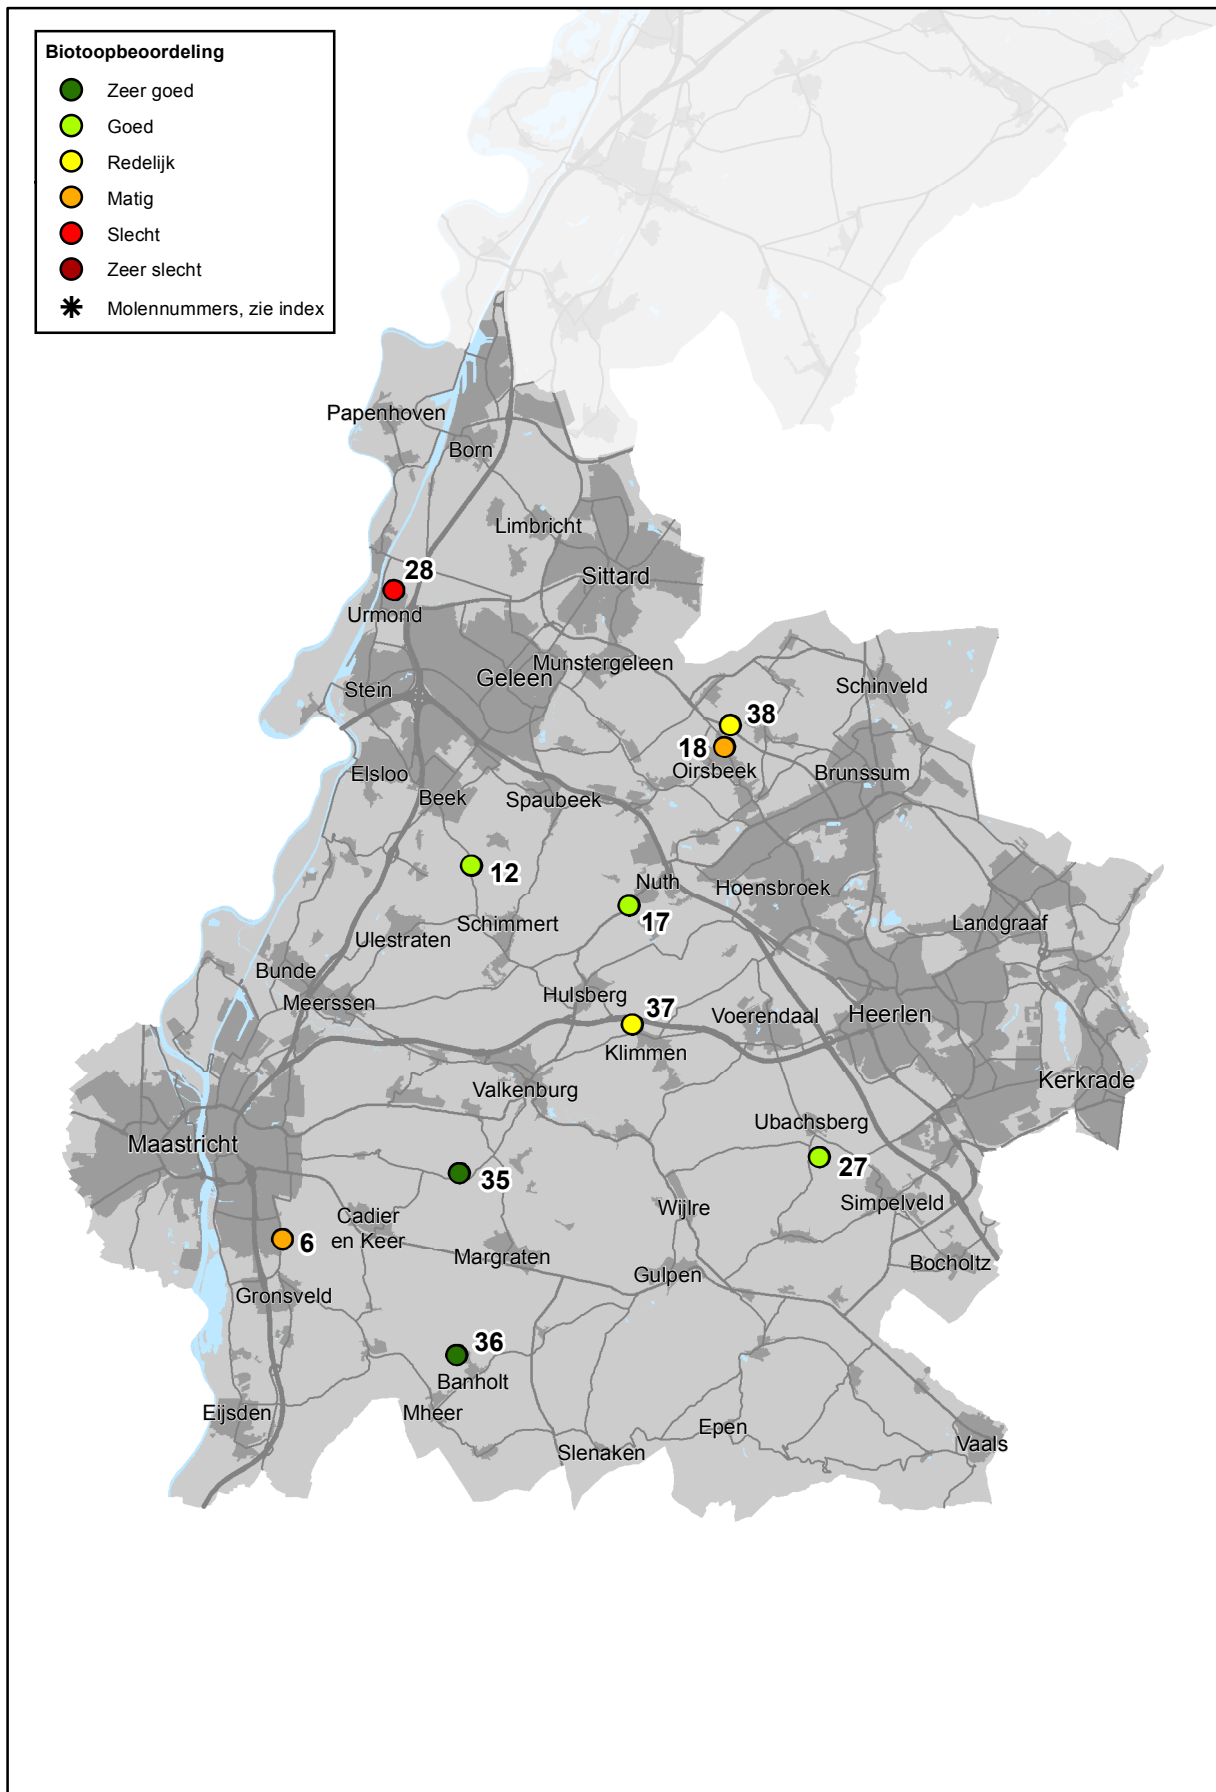 Biotoopbeoordeling
Zeer goed
Goed
Redelijk
Matig
Slecht
Zeer slecht
Molennummers, zie index
Papenhoven
Born
Limbricht
Sittard
28
Urmond
Munstergeleen
Geleen
Stein
Schinveld
38
18
Oirsbeek
Brunssum
Elsloo
Beek
Spaubeek
12
Nuth
Hoensbroek
17
Schimmert
Landgraaf
Ulestraten
Bunde
Meerssen
Hulsberg
37
Voerendaal
Heerlen
Klimmen
Kerkrade
Valkenburg
Ubachsberg
Maastricht
27
35
Simpelveld
Wijlre
Cadier
en Keer
6
Margraten
Bocholtz
Gulpen
Gronsveld
36
Banholt
Eijsden
Mheer
Epen
Vaals
Slenaken